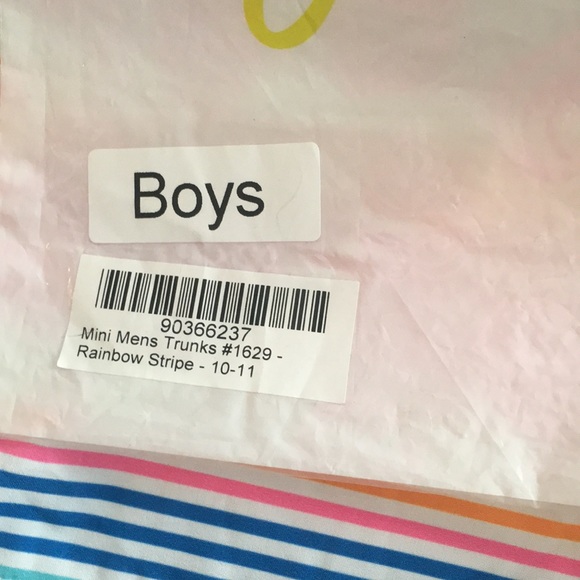 Boys
90366237
Mini Mens Trunks #1629 -
Rainbow Stripe - 10-11